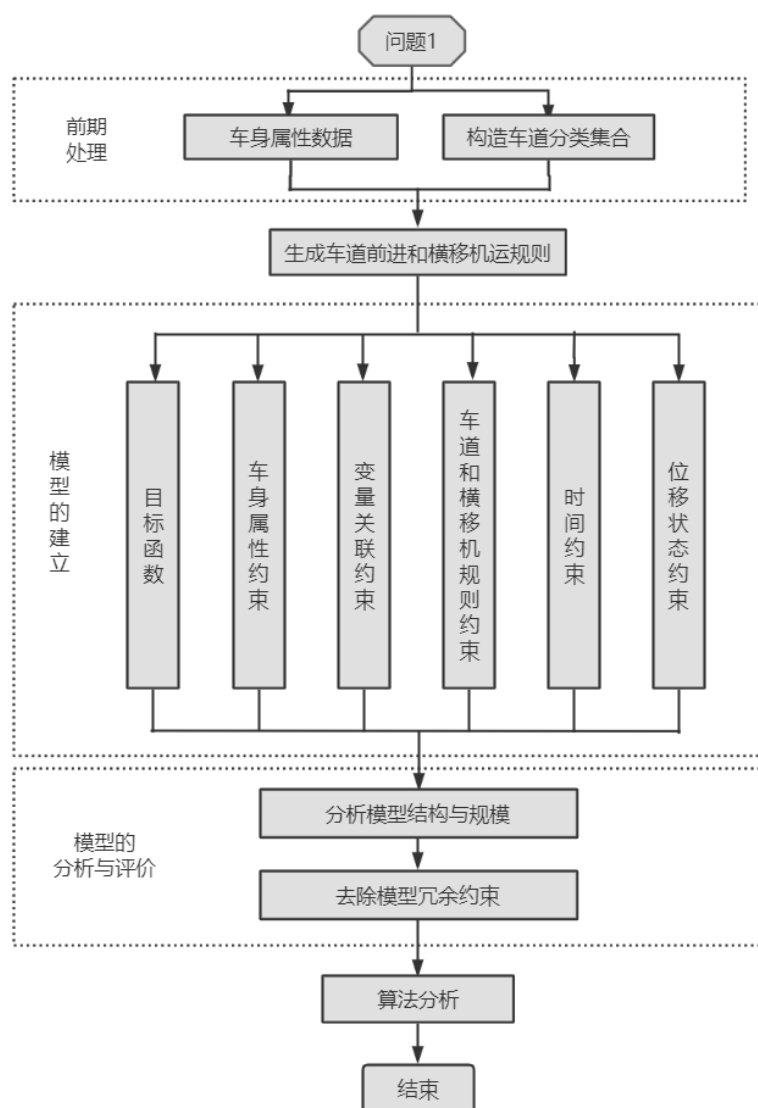 问题1
前期
处理
车身属性数据
构造车道分类集合
生成车道前进和横移机运规则
模型的建立
目标函数
车身属性约束
变量关联约束
车道和横移机规则约束
时间约束
位移状态约束
模型的
分析与评价
分析模型结构与规模
去除模型冗余约束
算法分析
结束